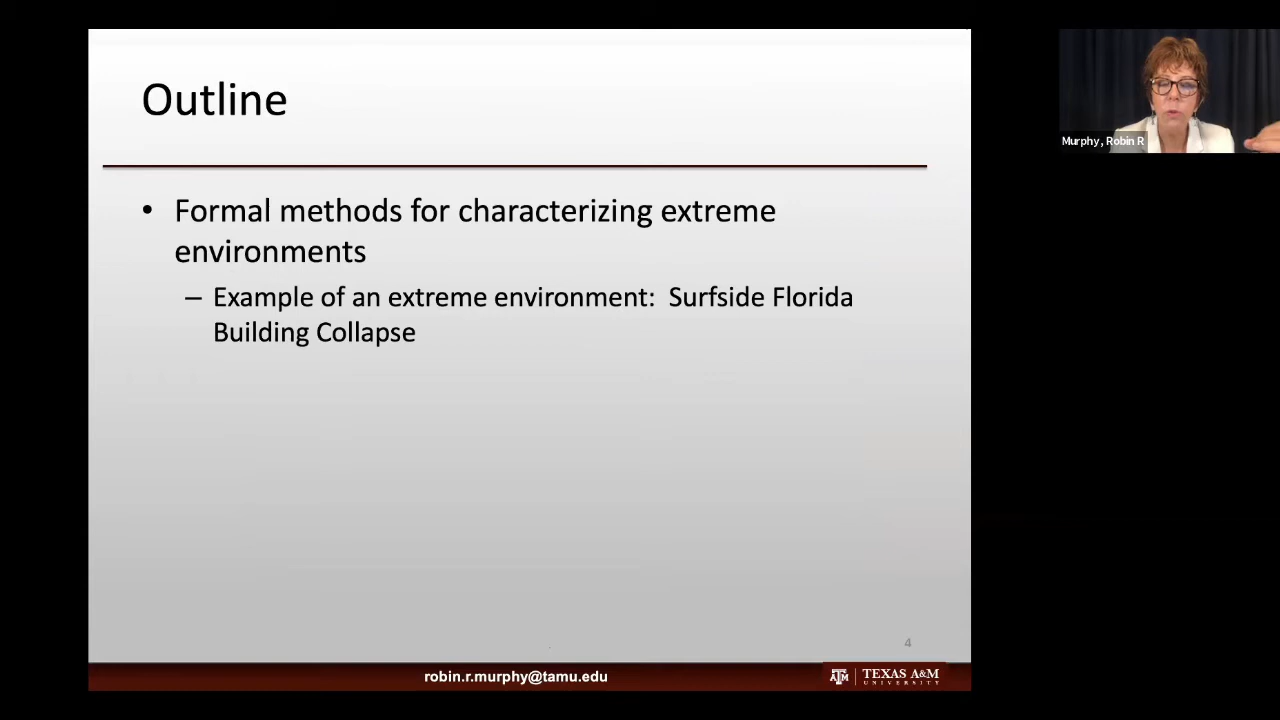 Outline
• Formal methods for characterizing extreme
environments
– Example of an extreme environment: Surfside Florida
Building Collapse
4
robin.r.murphy@tamu.edu
ATM
TEXAS A&M
UNIVERSITY
Murphy, Robin R